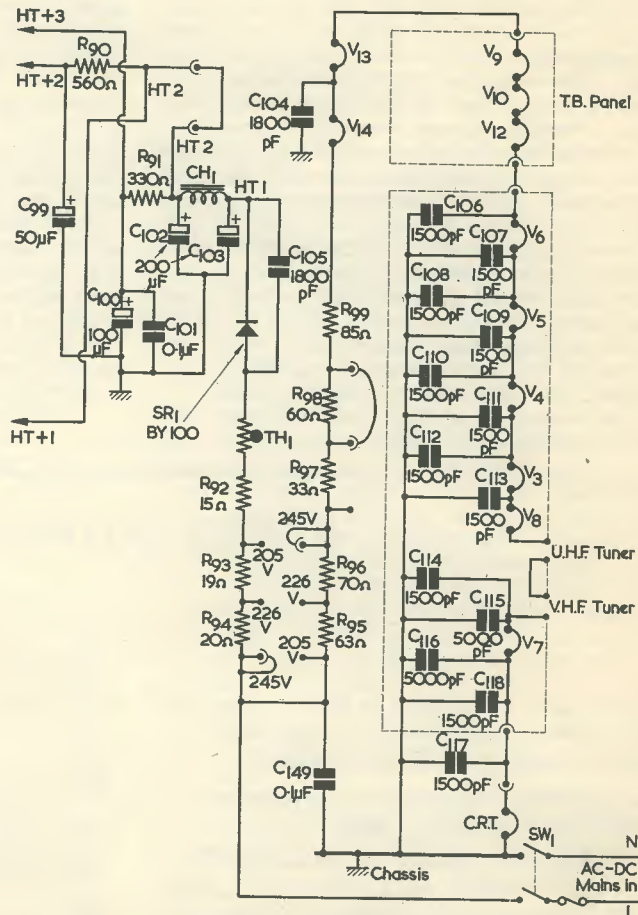 HT+3
R90
560Ω
HT+2
HT 2
HT 2
R91
330Ω
CH1
HT 1
C99
50µF
C102
C103
200
µF
C105
1800
pF
C100
100
µF
C101
0·1µF
HT+1
SR1
BY 100
TH1
R92
15Ω
R93
19Ω
205
V
R94
20Ω
226
V
245V
V13
C104
1800
pF
V14
R99
85Ω
R98
60Ω
R97
33Ω
245V
R96
70Ω
226
V
R95
63Ω
205
V
C149
0·1µF
V9
V10
V12
T.B. Panel
C106
1500pF
V6
C107
1500
pF
C108
1500pF
V5
C109
1500
pF
C110
1500pF
V4
C111
1500
pF
C112
1500pF
V3
C113
1500
pF
V8
U.H.F. Tuner
C114
1500pF
V.H.F. Tuner
C115
5000
pF
V7
C116
5000pF
C118
1500pF
C117
1500pF
C.R.T.
SW1
N
Chassis
AC-DC
Mains in
L